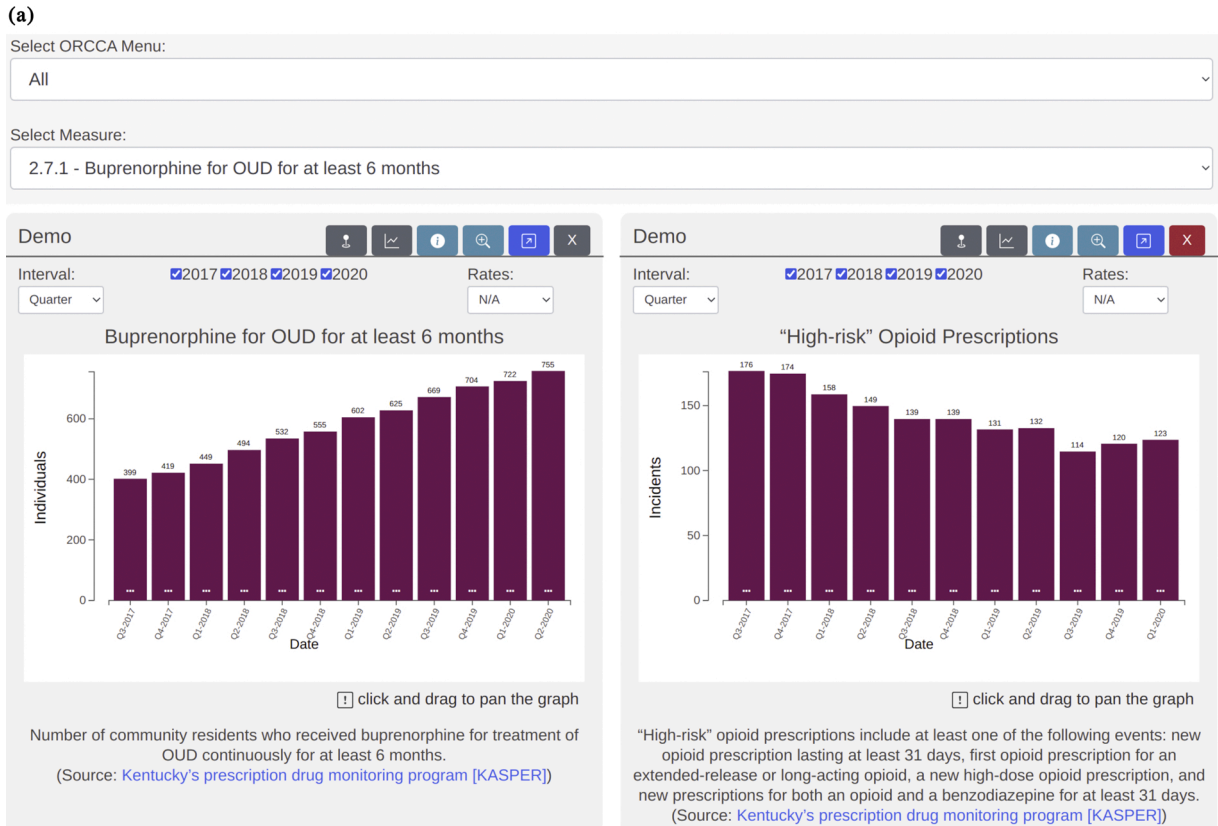 (a)
Select ORCCA Menu:
All
Select Measure:
2.7.1 - Buprenorphine for OUD for at least 6 months
Demo
X
Interval:
2017 2018 2019 2020
Rates:
Quarter
N/A
Buprenorphine for OUD for at least 6 months
755
722
704
669
625
602
555
532
494
449
419
399
600
400
200
0
Individuals
Q3-2017
Q4-2017
Q1-2018
Q2-2018
Q3-2018
Q4-2018
Q1-2019
Q2-2019
Q3-2019
Q4-2019
Q1-2020
Q2-2020
Date
! click and drag to pan the graph
Number of community residents who received buprenorphine for treatment of
OUD continuously for at least 6 months.
(Source: Kentucky's prescription drug monitoring program [KASPER])
Demo
X
Interval:
2017 2018 2019 2020
Rates:
Quarter
N/A
“High-risk” Opioid Prescriptions
176
174
158
149
139
139
131
132
114
120
123
150
100
50
0
Incidents
Q3-2017
Q4-2017
Q1-2018
Q2-2018
Q3-2018
Q4-2018
Q1-2019
Q2-2019
Q3-2019
Q4-2019
Q1-2020
Date
! click and drag to pan the graph
“High-risk” opioid prescriptions include at least one of the following events: new
opioid prescription lasting at least 31 days, first opioid prescription for an
extended-release or long-acting opioid, a new high-dose opioid prescription, and
new prescriptions for both an opioid and a benzodiazepine for at least 31 days.
(Source: Kentucky's prescription drug monitoring program [KASPER])